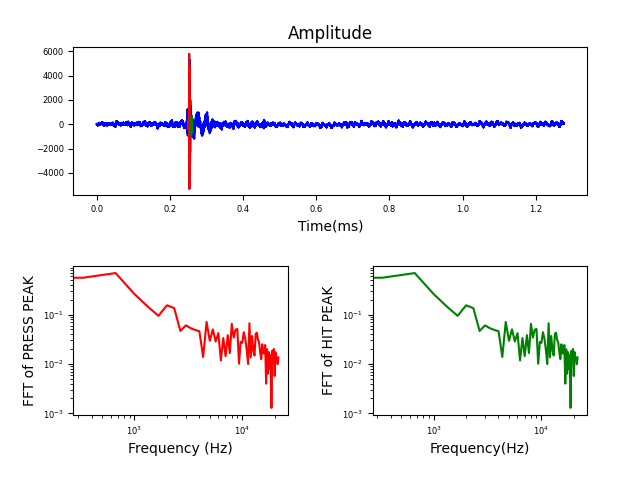 Amplitude
6000
4000
2000
0
−2000
−4000
0.0 0.2 0.4 0.6 0.8 1.0 1.2
Time(ms)
FFT of PRESS PEAK
10⁻¹
10⁻²
10⁻³
10³ 10⁴
Frequency (Hz)
FFT of HIT PEAK
10⁻¹
10⁻²
10⁻³
10³ 10⁴
Frequency(Hz)